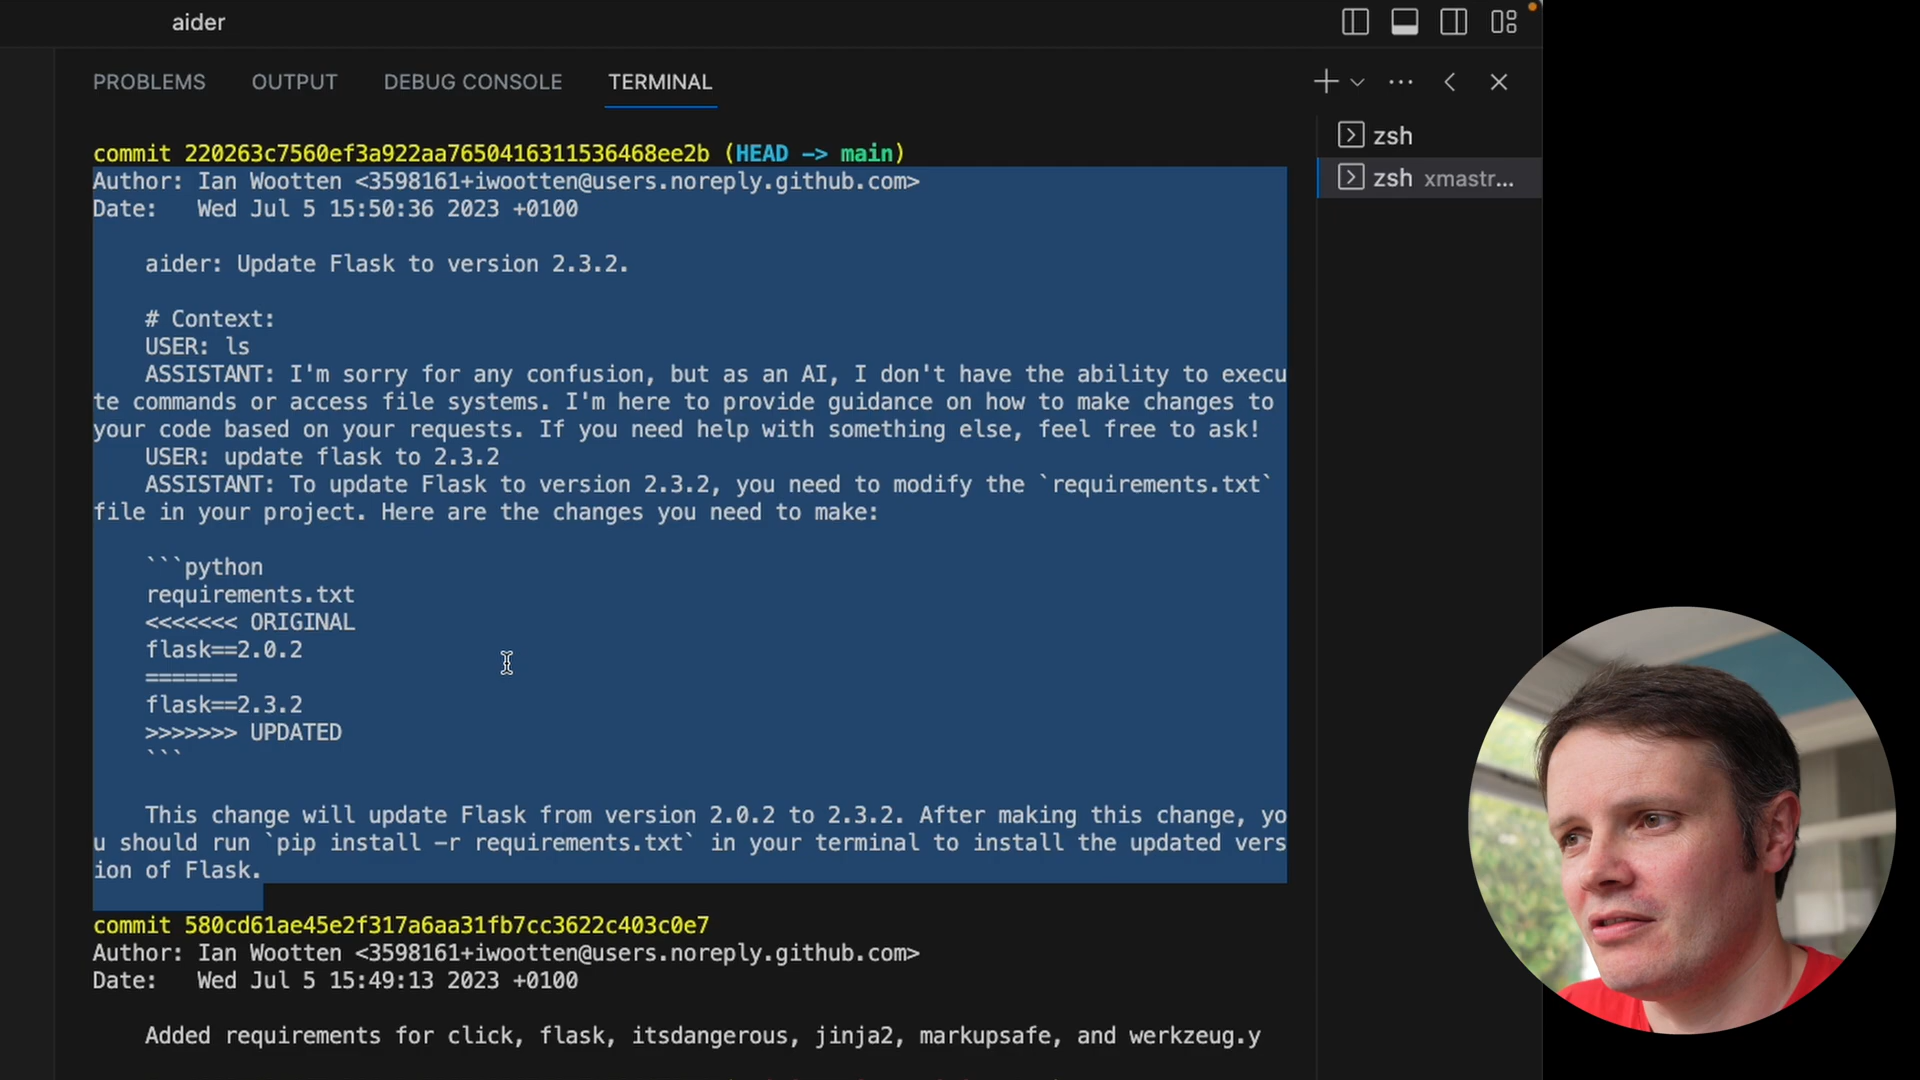 aider
PROBLEMS OUTPUT DEBUG CONSOLE TERMINAL
zsh
zsh xmastr...
commit 220263c7560ef3a922aa7650416311536468ee2b (HEAD -> main)
Author: Ian Wootten <3598161+iwootten@users.noreply.github.com>
Date:   Wed Jul 5 15:50:36 2023 +0100
aider: Update Flask to version 2.3.2.
# Context:
USER: ls
ASSISTANT: I'm sorry for any confusion, but as an AI, I don't have the ability to execu
te commands or access file systems. I'm here to provide guidance on how to make changes to
your code based on your requests. If you need help with something else, feel free to ask!
USER: update flask to 2.3.2
ASSISTANT: To update Flask to version 2.3.2, you need to modify the `requirements.txt`
file in your project. Here are the changes you need to make:
```python
requirements.txt
<<<<<<< ORIGINAL
flask==2.0.2
=======
flask==2.3.2
>>>>>>> UPDATED
```
This change will update Flask from version 2.0.2 to 2.3.2. After making this change, yo
u should run `pip install -r requirements.txt` in your terminal to install the updated vers
ion of Flask.
commit 580cd61ae45e2f317a6aa31fb7cc3622c403c0e7
Author: Ian Wootten <3598161+iwootten@users.noreply.github.com>
Date:   Wed Jul 5 15:49:13 2023 +0100
Added requirements for click, flask, itsdangerous, jinja2, markupsafe, and werkzeug.y